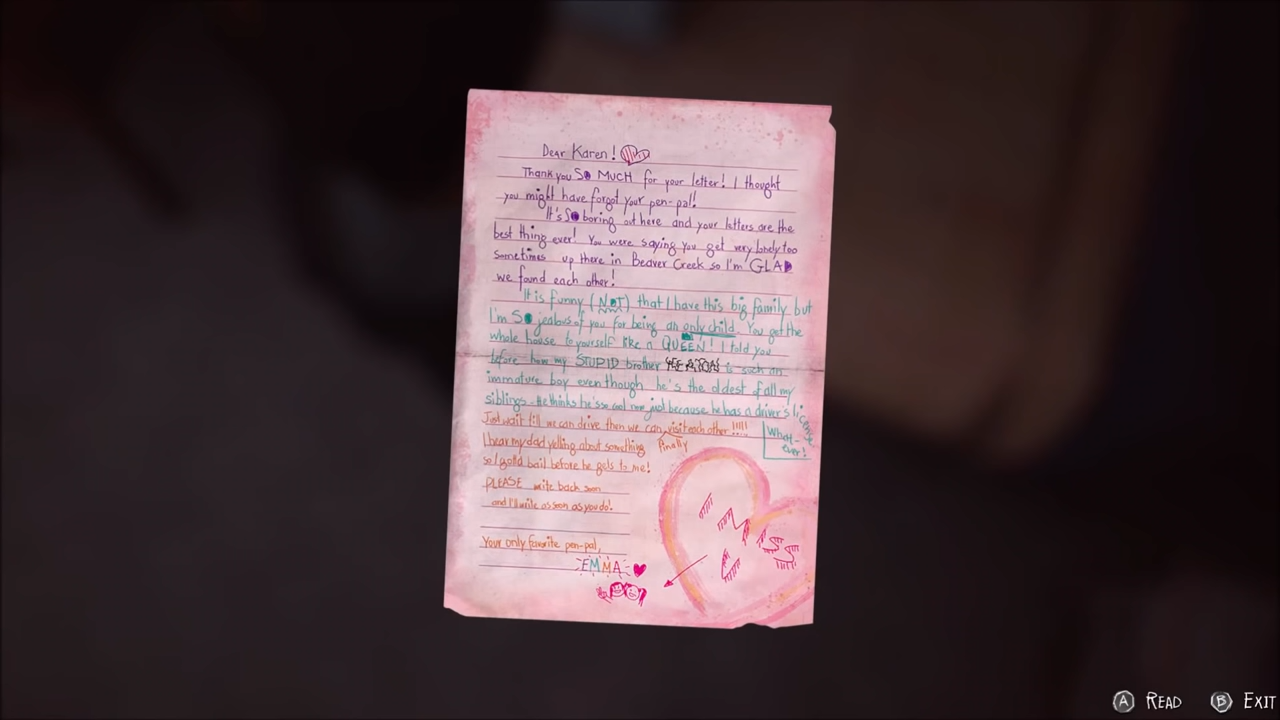 Dear Karen!
Thank you SO MUCH for your letter! I thought
you might have forgot your pen-pal!
It's SO boring out here and your letters are the
best thing ever! You were saying you get very lonely too
sometimes up there in Beaver Creek so I'm GLAD
we found each other!
It is funny (NOT) that I have this big family but
I'm SO jealous of you for being an only child. You get the
whole house to yourself like a QUEEN! I told you
before how my STUPID brother is such an
immature boy even though he's the oldest of all my
siblings. He thinks he's so cool now just because he has a driver's license.
What-
ever!
Just wait till we can drive then we can visit each other!!!!!
Finally
I hear my dad yelling about something
so I gotta bail before he gets to me!
PLEASE write back soon
and I'll write as soon as you do!
Your only favorite pen-pal,
EMMA
READ
EXIT
A
B